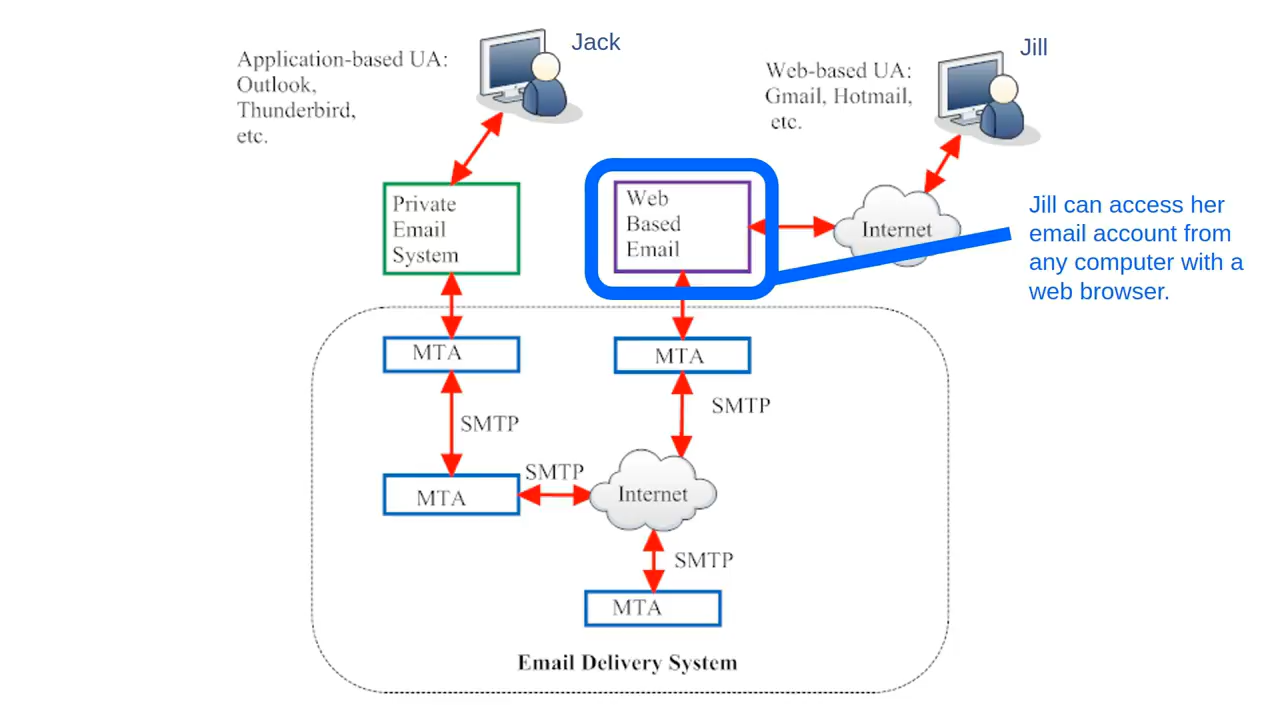 Jack
Application-based UA:
Outlook,
Thunderbird,
etc.
Jill
Web-based UA:
Gmail, Hotmail,
etc.
Private
Email
System
Web
Based
Email
Internet
Jill can access her
email account from
any computer with a
web browser.
MTA
MTA
SMTP
SMTP
MTA
SMTP
Internet
SMTP
MTA
Email Delivery System